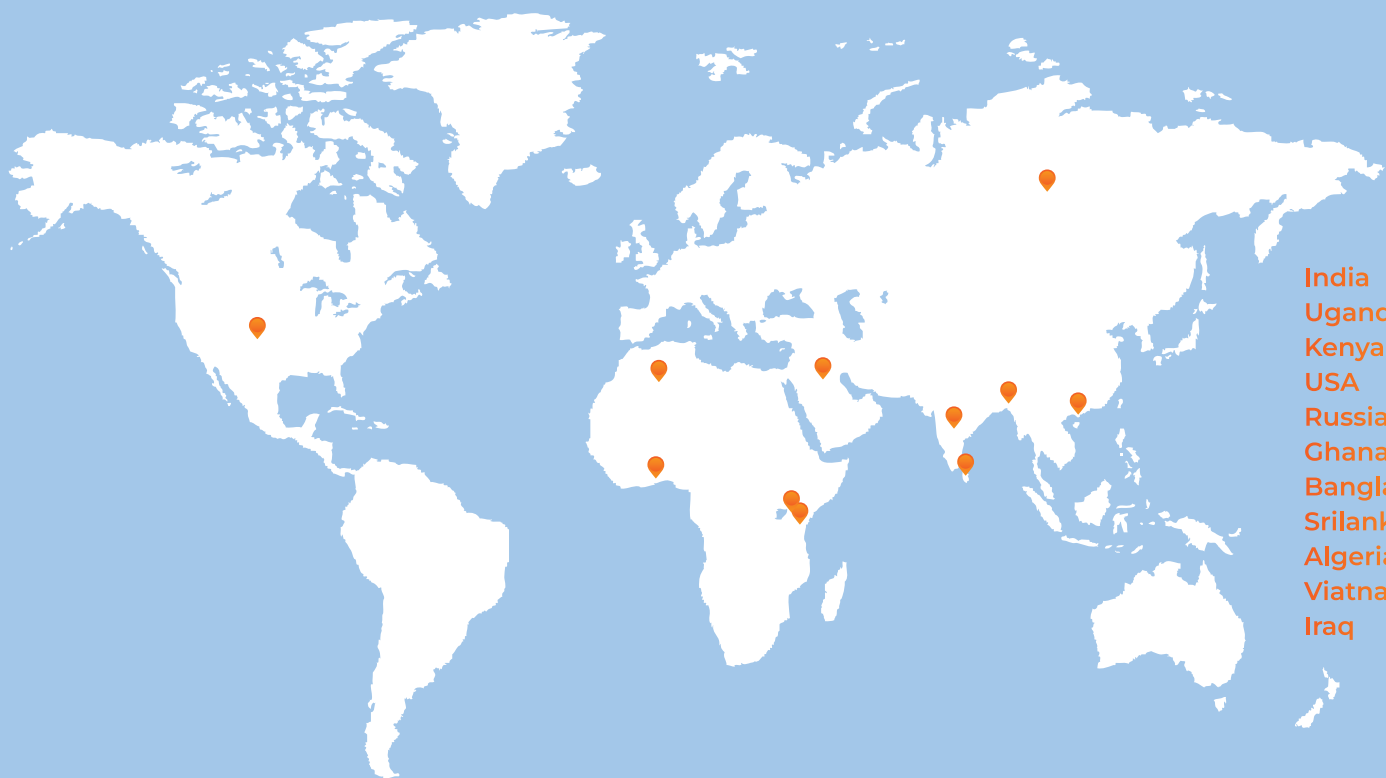 India
Ugand
Kenya
USA
Russia
Ghana
Bangla
Srilank
Algeria
Viatna
Iraq